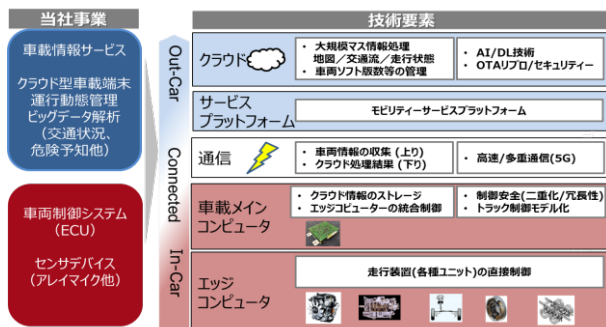 当社事業
車載情報サービス
クラウド型車載端末
運行動態管理
ビッグデータ解析
(交通状況、
危険予知他)
車両制御システム
(ECU)
センサデバイス
(アレイマイク他)
Out-Car
Connected
In-Car
技術要素
クラウド
・ 大規模マス情報処理
地図／交通流／走行状態
・ 車両ソフト版数等の管理
・ AI/DL技術
・ OTAリプロ/セキュリティー
サービス
プラットフォーム
モビリティーサービスプラットフォーム
通信
・ 車両情報の収集 (上り)
・ クラウド処理結果 (下り)
・ 高速/多重通信(5G)
車載メイン
コンピュータ
・ クラウド情報のストレージ
・ エッジコピューターの統合制御
・ 制御安全(二重化/冗長性)
・ トラック制御モデル化
エッジ
コンピュータ
走行装置(各種ユニット)の直接制御